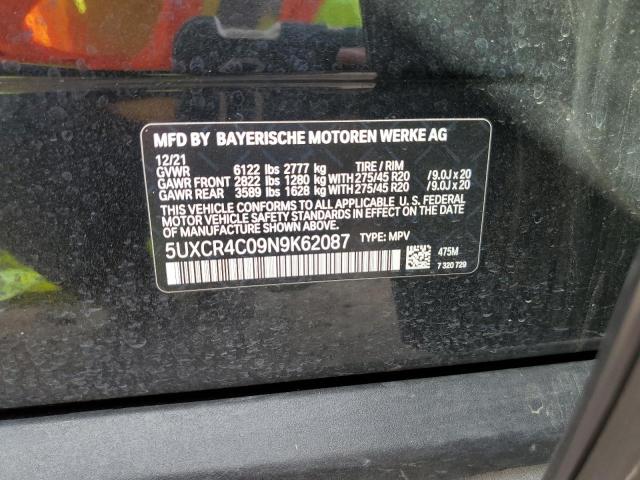 MFD BY BAYERISCHE MOTOREN WERKE AG
12/21
GVWR 6122 lbs 2777 kg TIRE / RIM
GAWR FRONT 2822 lbs 1280 kg WITH 275/45 R20 /9.0J x 20
GAWR REAR 3589 lbs 1628 kg WITH 275/45 R20 /9.0J x 20
THIS VEHICLE CONFORMS TO ALL APPLICABLE U.S. FEDERAL
MOTOR VEHICLE SAFETY STANDARDS IN EFFECT ON THE DATE OF
MANUFACTURE SHOWN ABOVE.
5UXCR4C09N9K62087 TYPE: MPV
475M
7 320 729